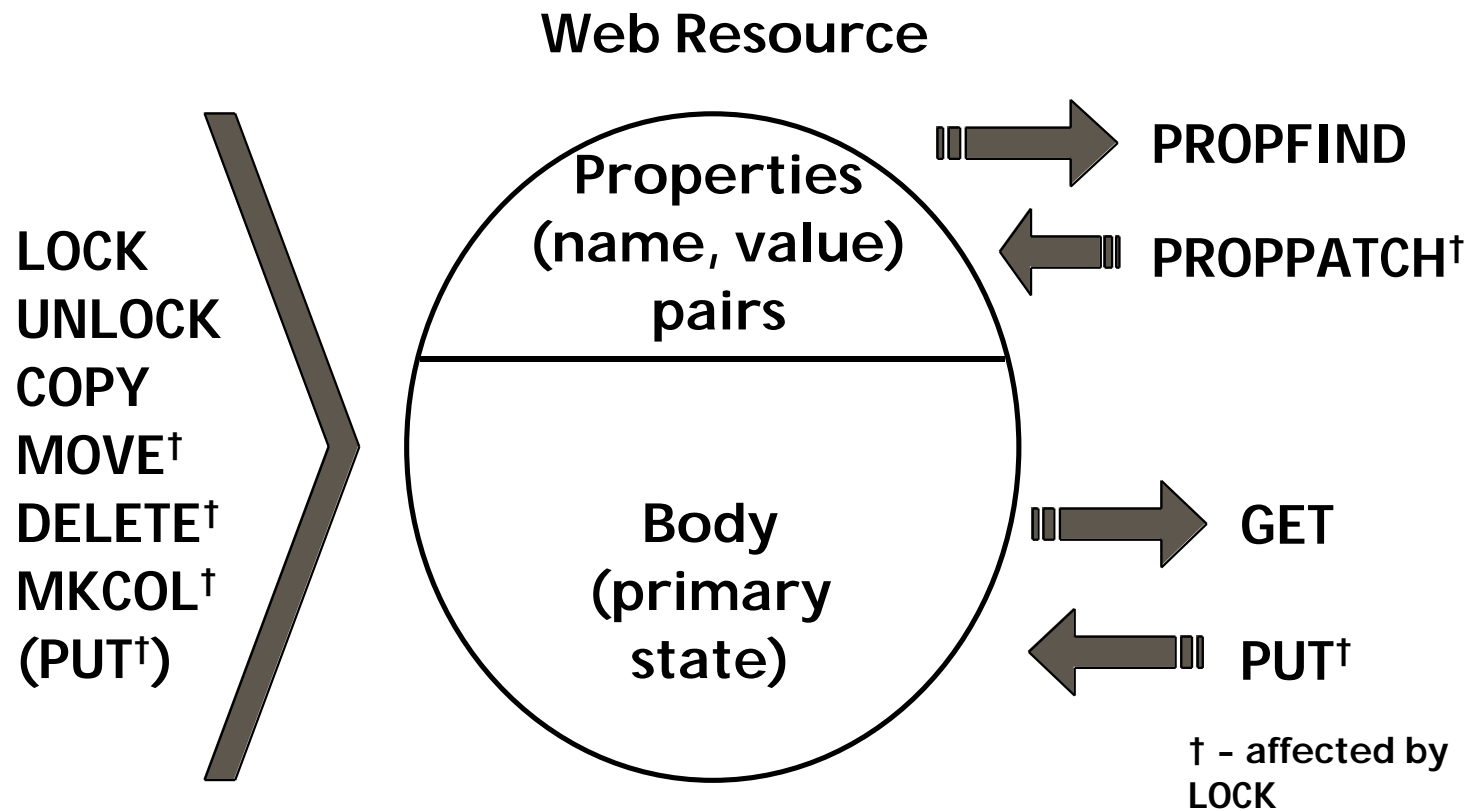 Web Resource
LOCK
UNLOCK
COPY
MOVE†
DELETE†
MKCOL†
(PUT†)
Properties
(name, value)
pairs
Body
(primary
state)
PROPFIND
PROPPATCH†
GET
PUT†
† - affected by
LOCK